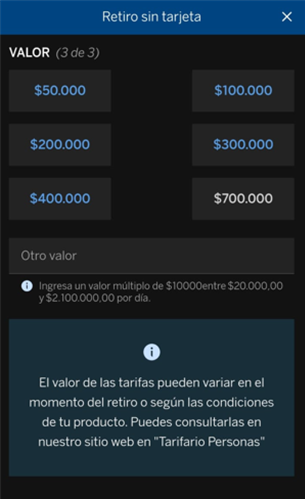 Retiro sin tarjeta
VALOR (3 de 3)
$50.000
$100.000
$200.000
$300.000
$400.000
$700.000
Otro valor
Ingresa un valor múltiplo de $10000entre $20.000,00
y $2.100.000,00 por día.
El valor de las tarifas pueden variar en el
momento del retiro o según las condiciones
de tu producto. Puedes consultarlas en
nuestro sitio web en "Tarifario Personas"